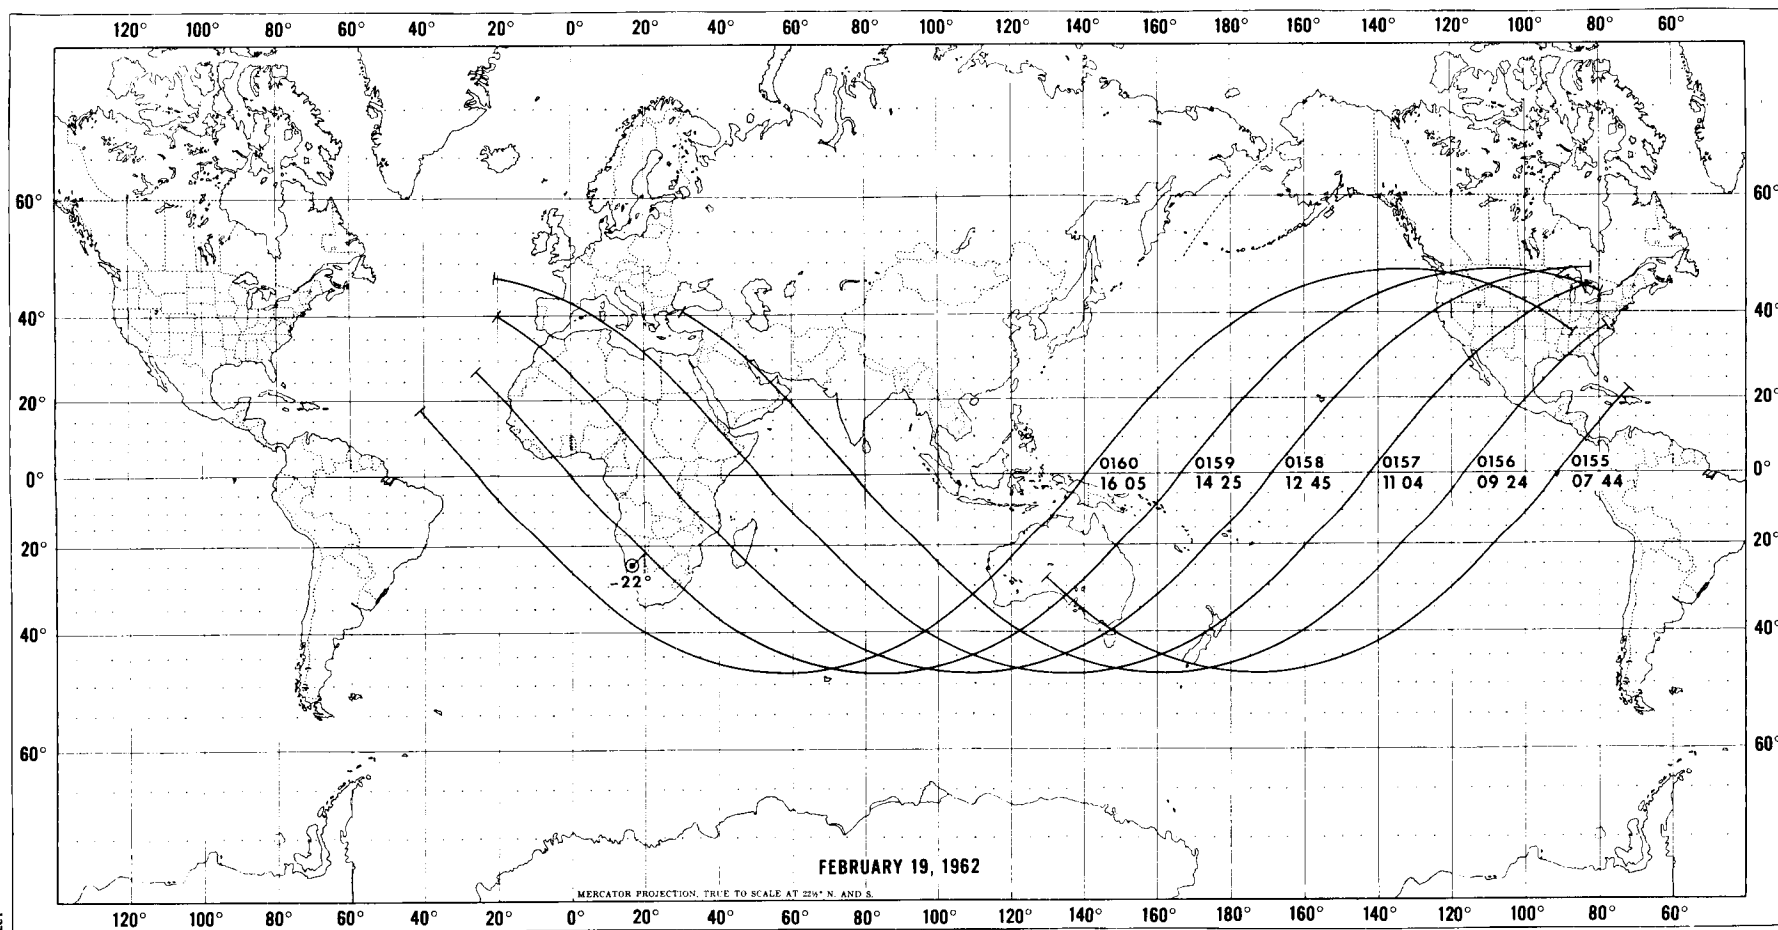 120° 100° 80° 60° 40° 20° 0° 20° 40° 60° 80° 100° 120° 140° 160° 180° 160° 140° 120° 100° 80° 60°
60° 60°
40° 40°
20° 20°
0160 0159 0158 0157 0156 0155
0° 0°
16 05 14 25 12 45 11 04 09 24 07 44
20° 20°
-22°
40° 40°
60° 60°
FEBRUARY 19, 1962
MERCATOR PROJECTION, TRUE TO SCALE AT 22½° N. AND S.
120° 100° 80° 60° 40° 20° 0° 20° 40° 60° 80° 100° 120° 140° 160° 180° 160° 140° 120° 100° 80° 60°